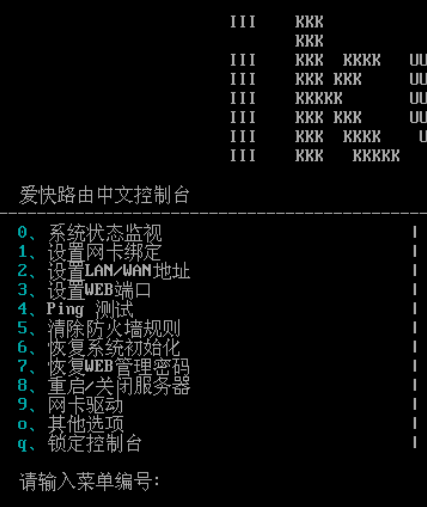 III    KKK
       KKK
III    KKK  KKKK   UU
III    KKK KKK     UU
III    KKKKK       UU
III    KKK KKK     UU
III    KKK  KKKK    U
III    KKK   KKKKK
爱快路由中文控制台
0、系统状态监视
1、设置网卡绑定
2、设置LAN/WAN地址
3、设置WEB端口
4、Ping 测试
5、清除防火墙规则
6、恢复系统初始化
7、恢复WEB管理密码
8、重启/关闭服务器
9、网卡驱动
o、其他选项
q、锁定控制台
请输入菜单编号: